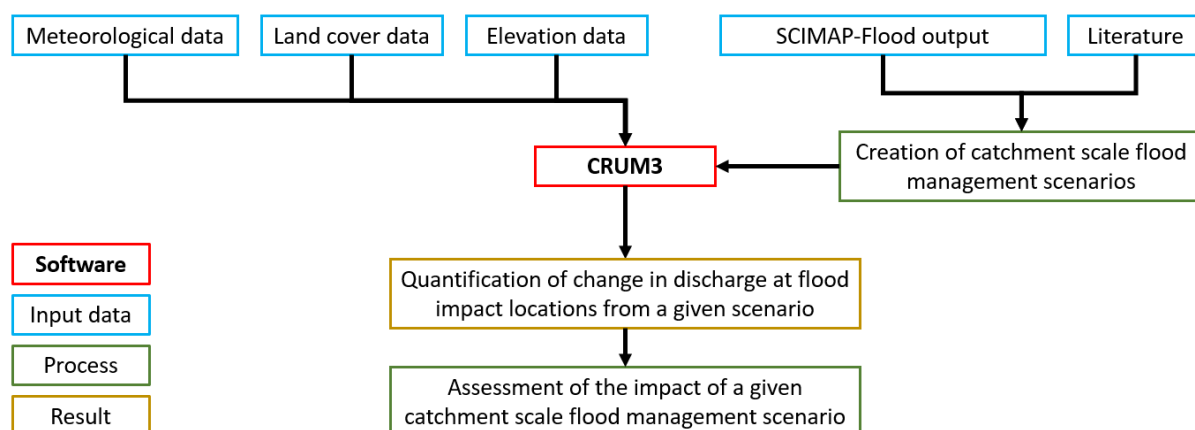 Meteorological data
Land cover data
Elevation data
SCIMAP-Flood output
Literature
CRUM3
Creation of catchment scale flood
management scenarios
Software
Input data
Process
Result
Quantification of change in discharge at flood
impact locations from a given scenario
Assessment of the impact of a given
catchment scale flood management scenario